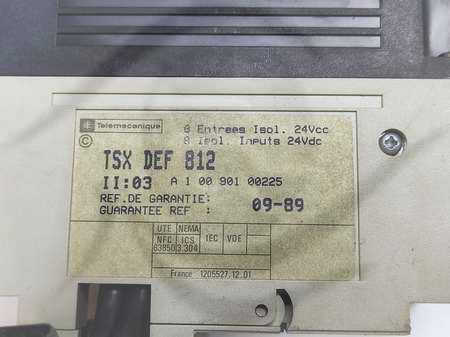 Telemecanique
8 Entrees Isol. 24Vcc
© 8 Isol. Inputs 24Vdc
TSX DEF 812
II:03 A 1 00 901 00225
REF.DE GARANTIE:
GUARANTEE REF : 09-89
UTE NEMA
NFC ICS IEC VDE
63850 3.304
France 1205527.12.01